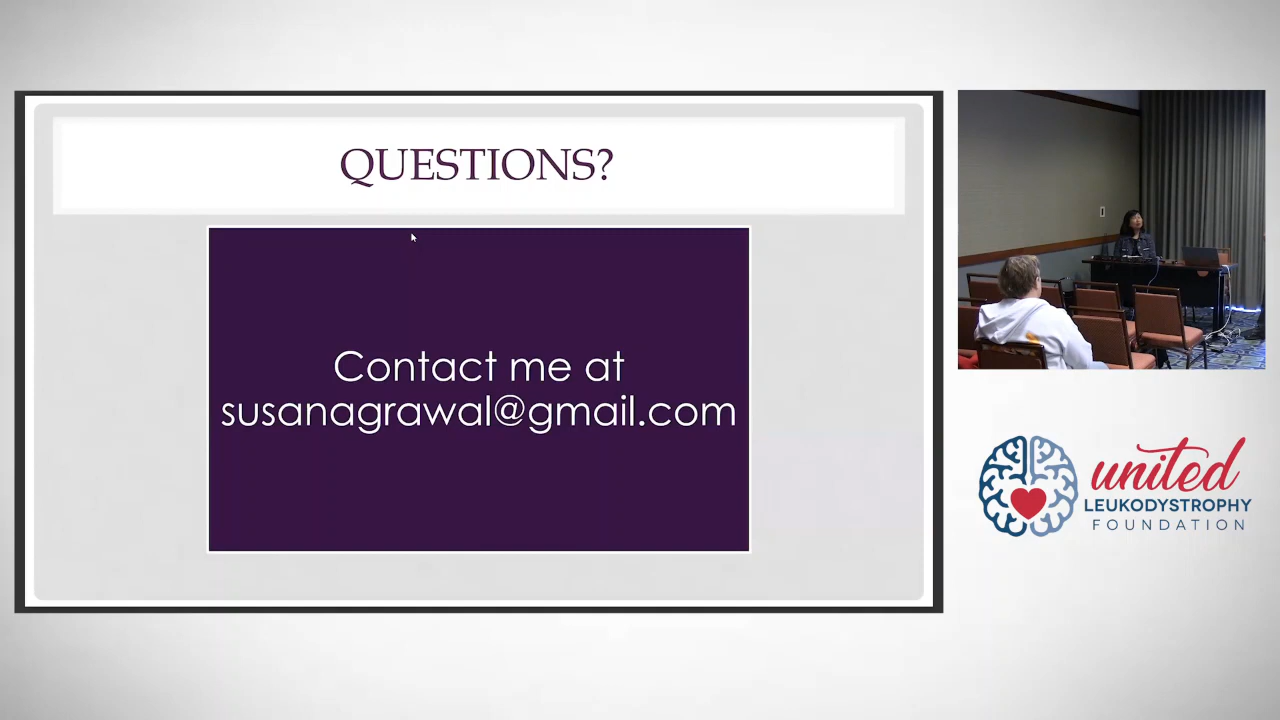 QUESTIONS?
Contact me at
susanagrawal@gmail.com
united
LEUKODYSTROPHY
FOUNDATION